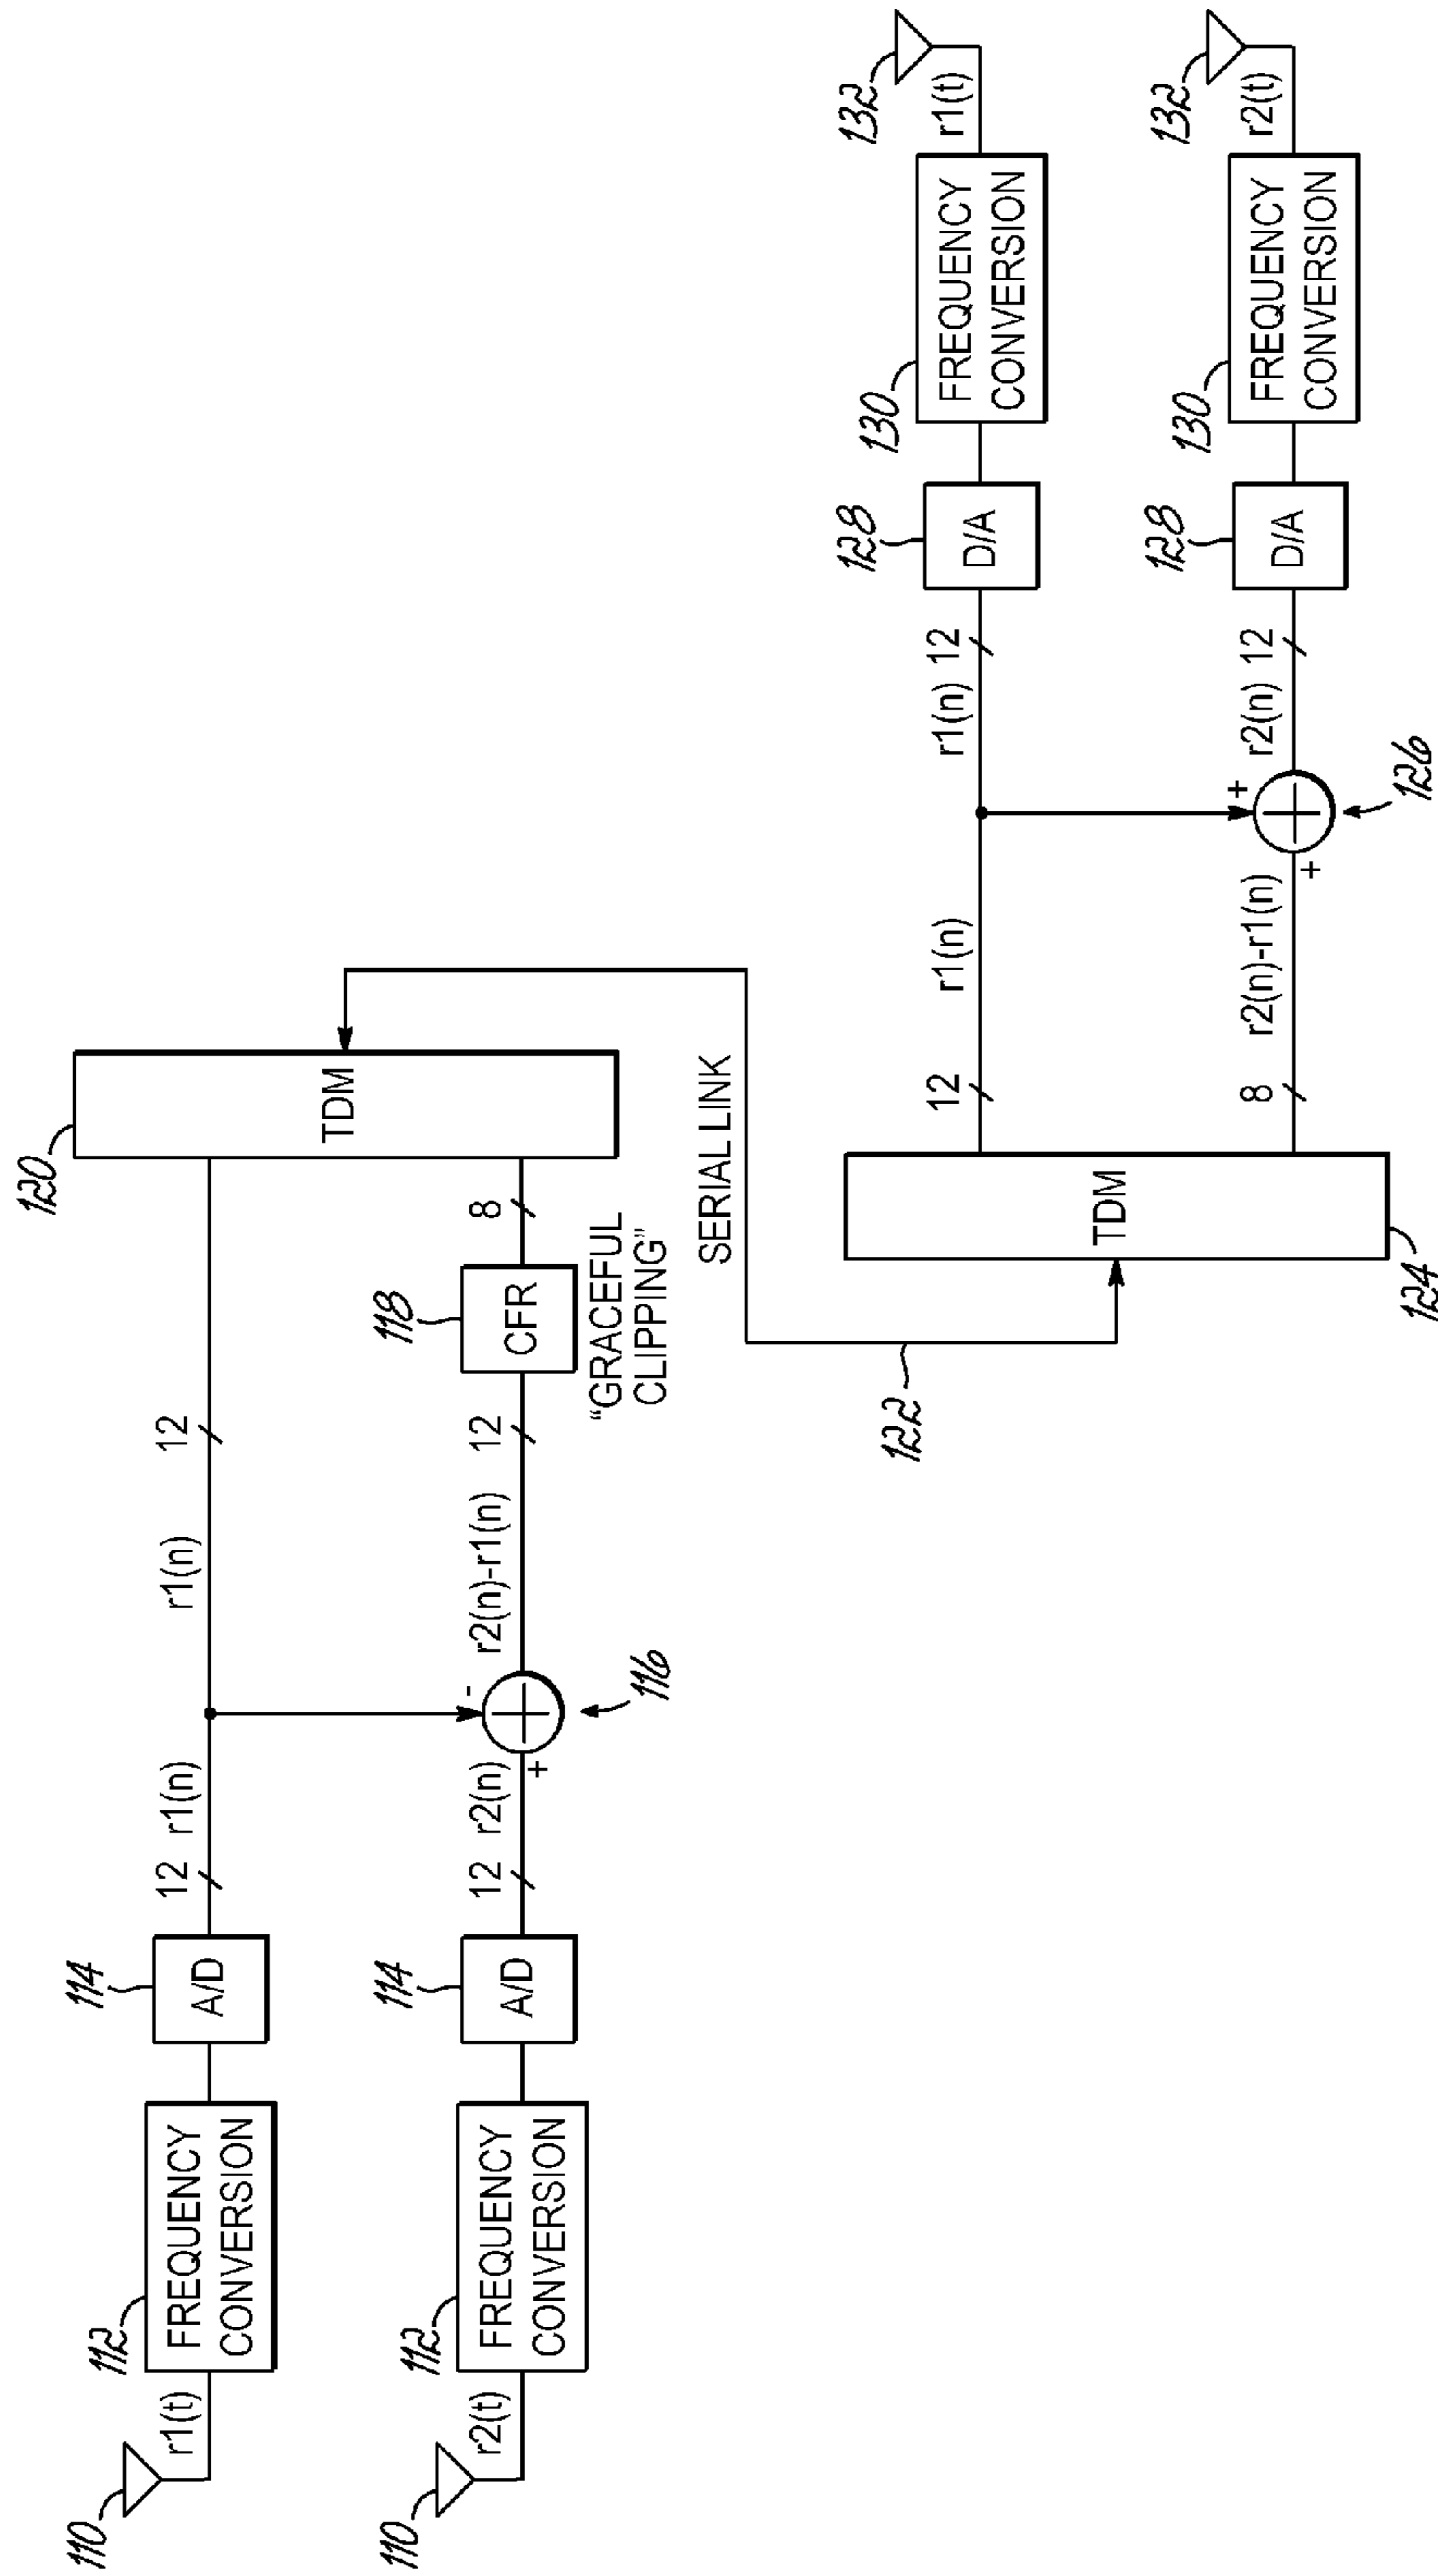 110
r1(t)
112
FREQUENCY
CONVERSION
114
A/D
12
r1(n)
r1(n)
12
120
TDM
110
r2(t)
112
FREQUENCY
CONVERSION
114
A/D
12
r2(n)
+
-
116
r2(n)-r1(n)
12
118
CFR
8
"GRACEFUL
CLIPPING"
SERIAL LINK
122
124
TDM
12
r1(n)
r1(n)
12
128
D/A
130
FREQUENCY
CONVERSION
r1(t)
132
8
r2(n)-r1(n)
+
+
126
r2(n)
12
128
D/A
130
FREQUENCY
CONVERSION
r2(t)
132